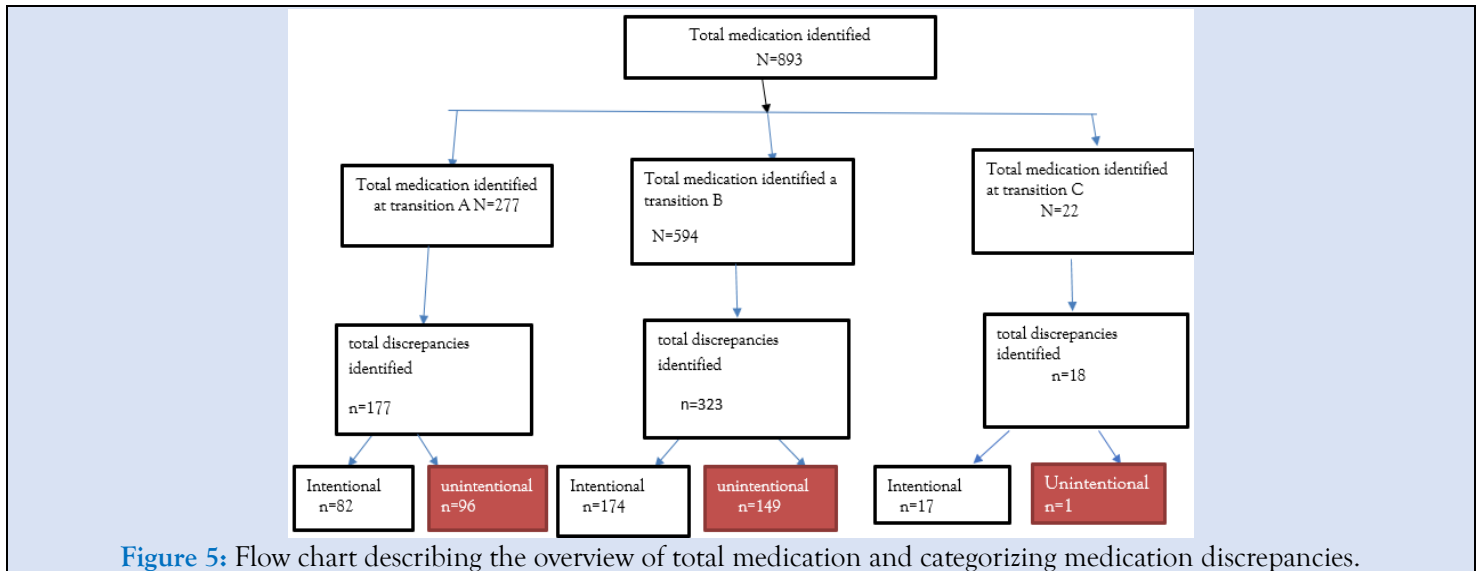 Total medication identified
N=893
Total medication identified
at transition A N=277
Total medication identified a
transition B
N=594
Total medication identified
at transition C
N=22
total discrepancies
identified
n=177
total discrepancies
identified
n=323
total discrepancies
identified
n=18
Intentional
n=82
unintentional
n=96
Intentional
n=174
unintentional
n=149
Intentional
n=17
Unintentional
n=1
Figure 5: Flow chart describing the overview of total medication and categorizing medication discrepancies.